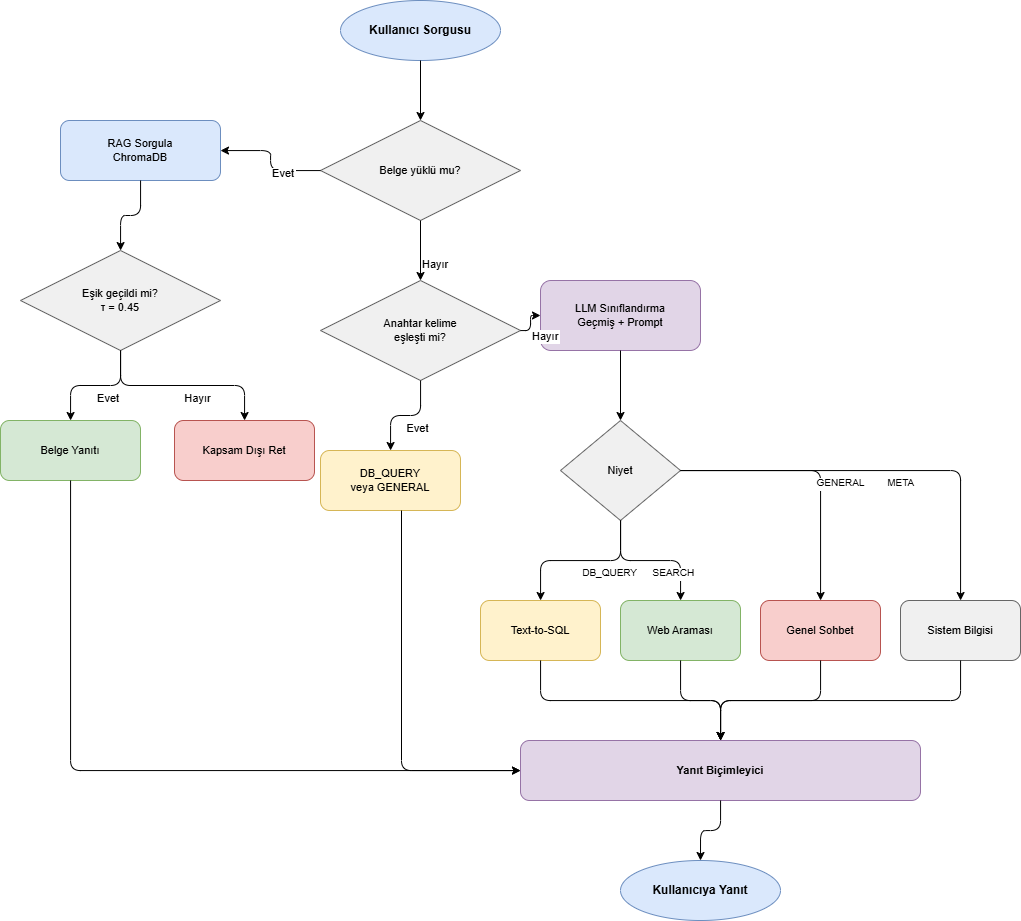 Kullanıcı Sorgusu
RAG Sorgula
ChromaDB
Belge yüklü mu?
Evet
Hayır
Eşik geçildi mi?
τ = 0.45
Anahtar kelime
eşleşti mi?
Hayır
LLM Sınıflandırma
Geçmiş + Prompt
Evet
Hayır
Evet
Belge Yanıtı
Kapsam Dışı Ret
DB_QUERY
veya GENERAL
Niyet
GENERAL
META
DB_QUERY
SEARCH
Text-to-SQL
Web Araması
Genel Sohbet
Sistem Bilgisi
Yanıt Biçimleyici
Kullanıcıya Yanıt